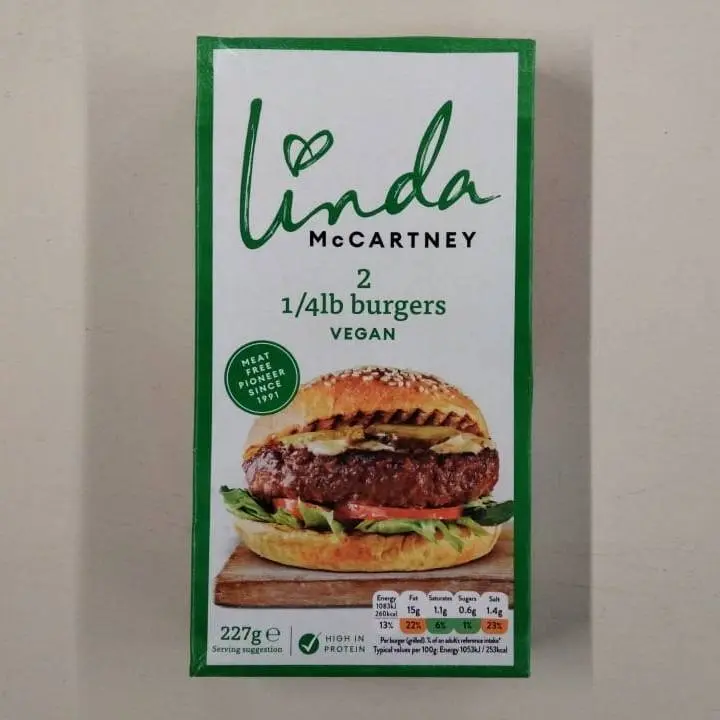 Linda
McCARTNEY
2
1/4lb burgers
VEGAN
MEAT
FREE
PIONEER
SINCE
1991
Energy Fat Saturates Sugars Salt
1083kJ
260kcal 15g 1.1g 0.6g 1.4g
13% 22% 6% 1% 23%
Per burger (grilled). % of an adult's reference intake*
Typical values per 100g: Energy 1053kJ / 253kcal
227g ℮
Serving suggestion
HIGH IN
PROTEIN